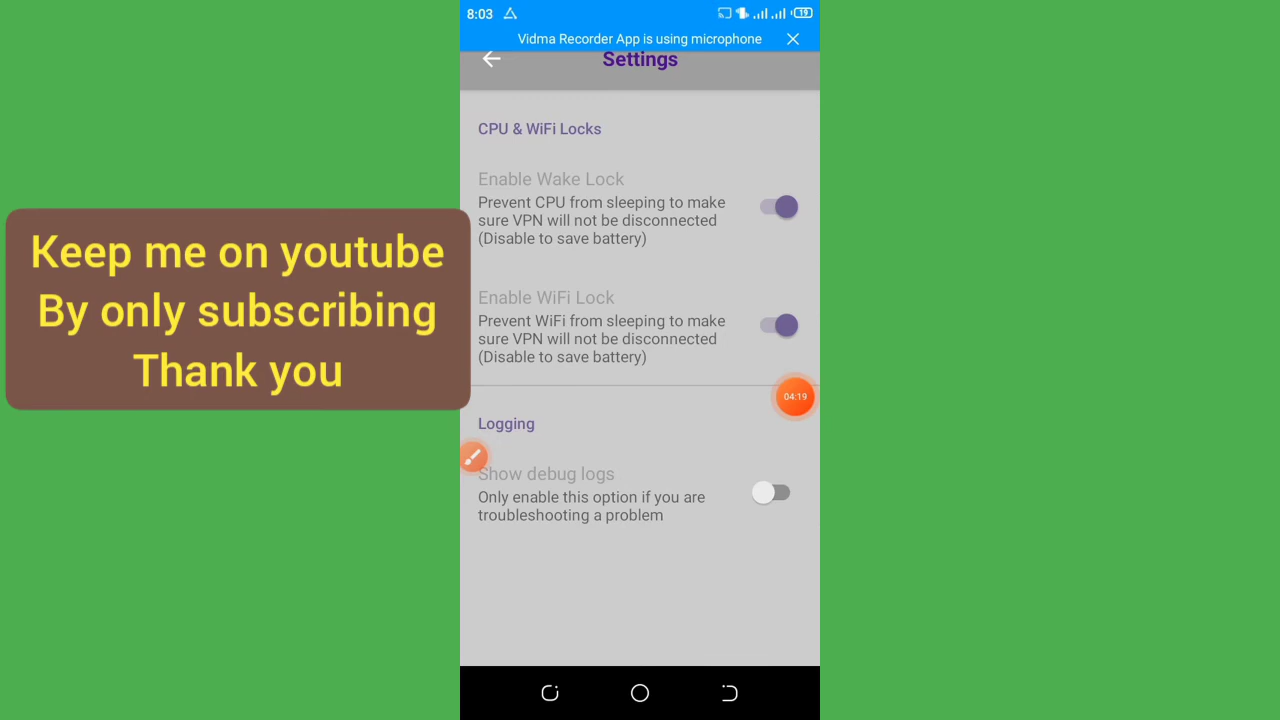 8:03
19
Vidma Recorder App is using microphone
Settings
CPU & WiFi Locks
Enable Wake Lock
Prevent CPU from sleeping to make
sure VPN will not be disconnected
(Disable to save battery)
Keep me on youtube
By only subscribing
Thank you
Enable WiFi Lock
Prevent WiFi from sleeping to make
sure VPN will not be disconnected
(Disable to save battery)
04:19
Logging
Show debug logs
Only enable this option if you are
troubleshooting a problem